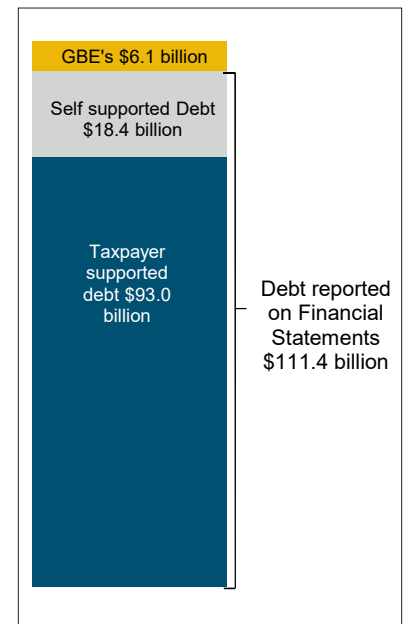 GBE's $6.1 billion
Self supported Debt
$18.4 billion
Taxpayer
supported
debt $93.0
billion
Debt reported
on Financial
Statements
$111.4 billion